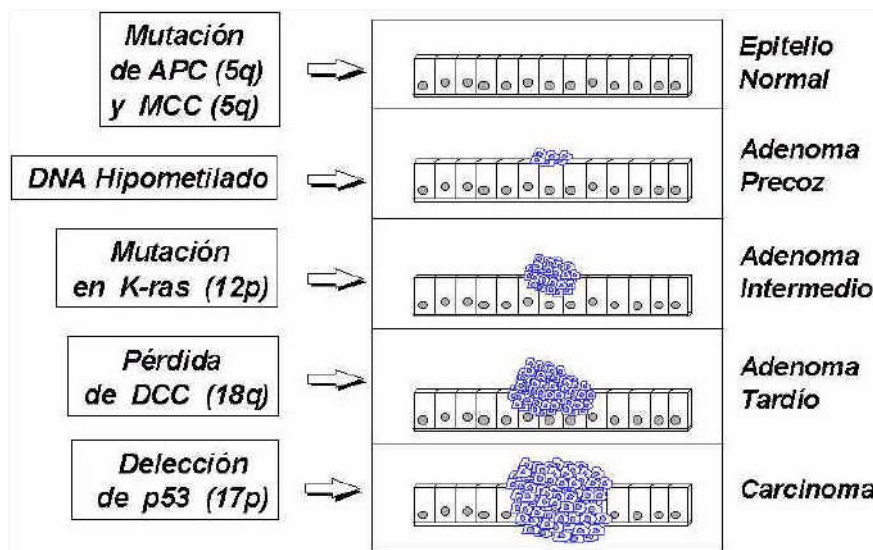 Mutación
de APC (5q)
y MCC (5q)
Epitelio
Normal
DNA Hipometilado
Adenoma
Precoz
Mutación
en K-ras (12p)
Adenoma
Intermedio
Pérdida
de DCC (18q)
Adenoma
Tardío
Delección
de p53 (17p)
Carcinoma